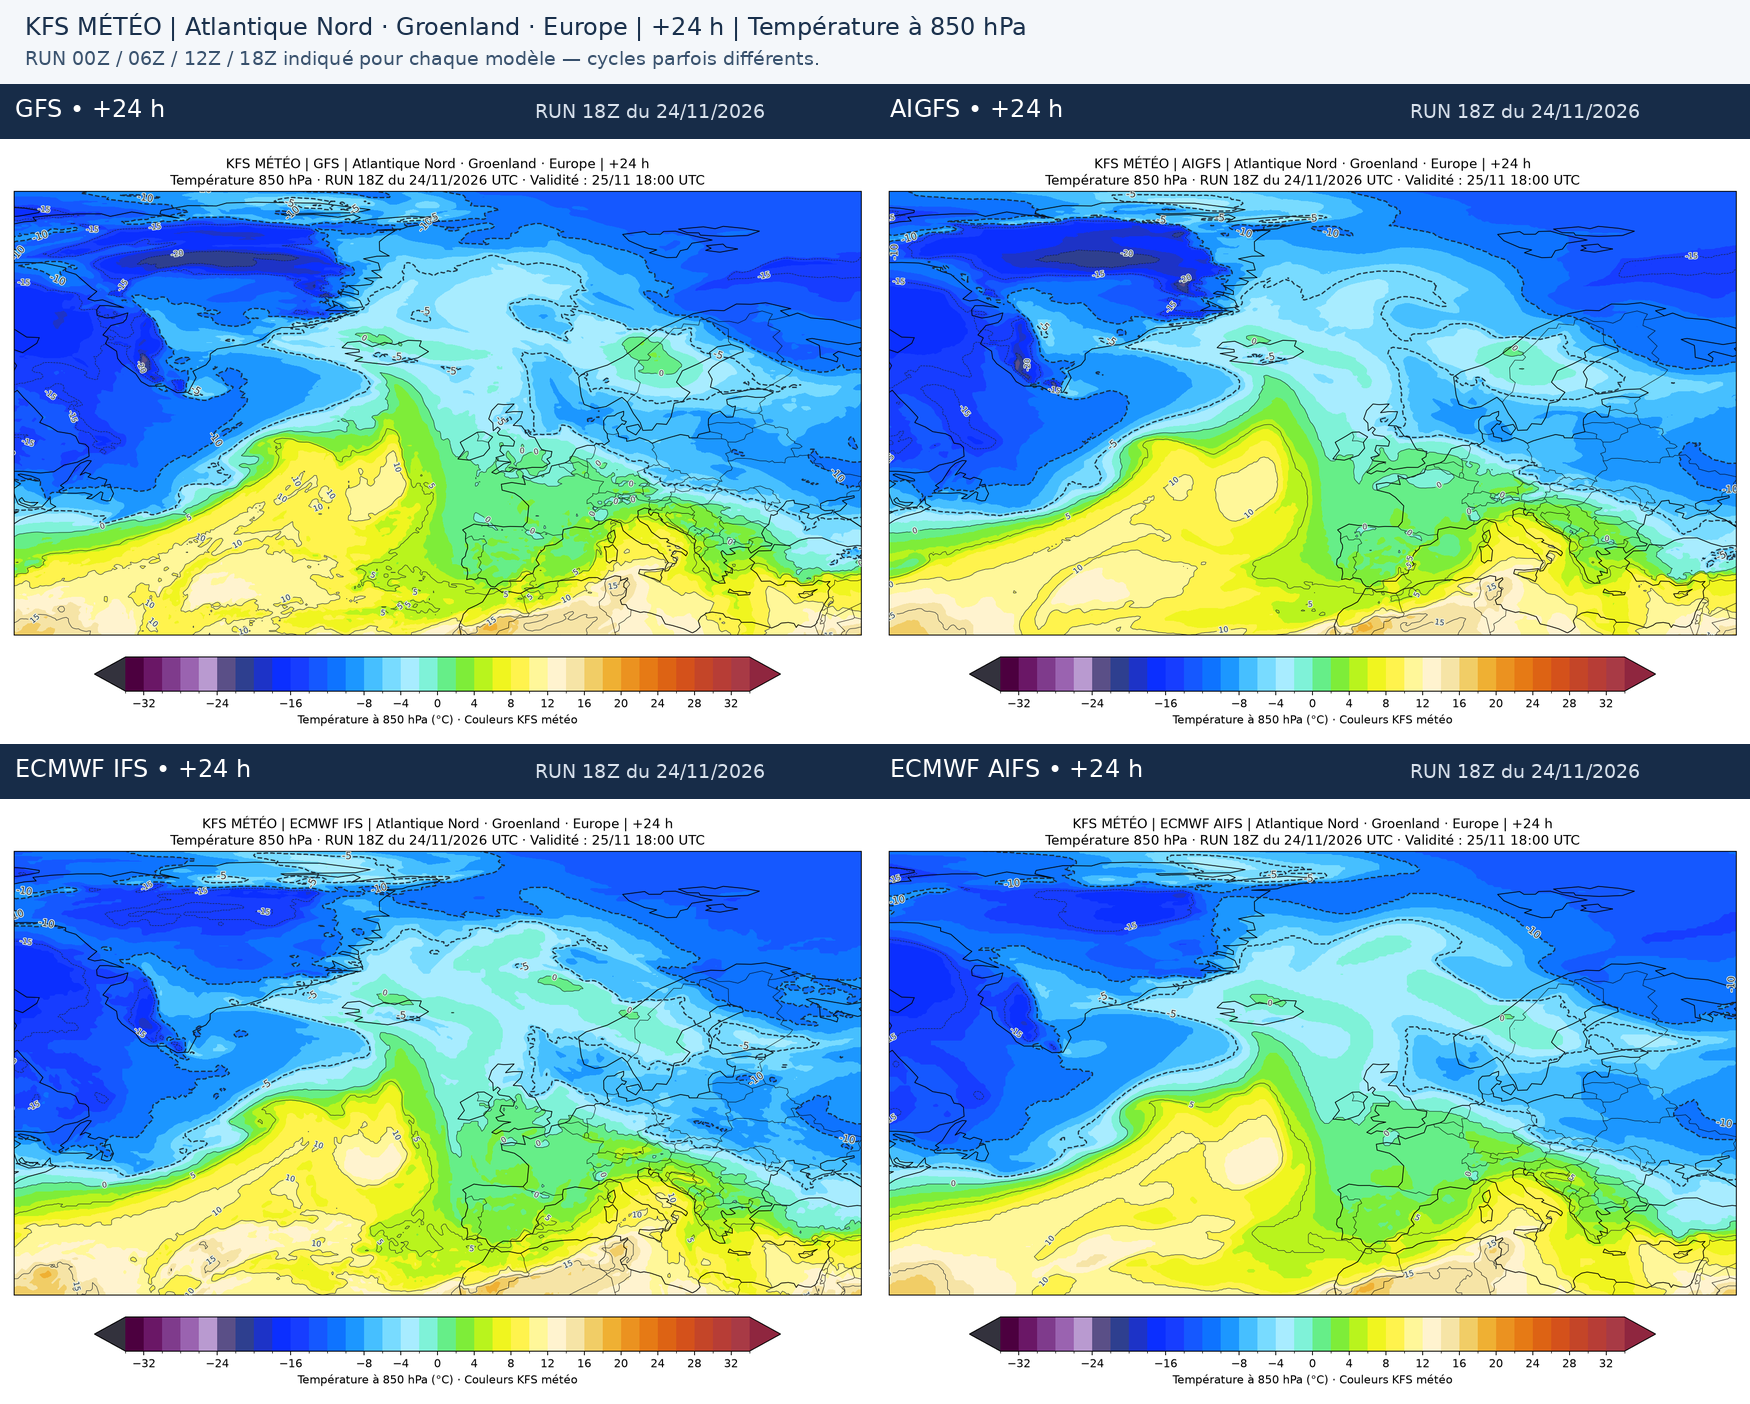 KFS MÉTÉO | Atlantique Nord · Groenland · Europe | +24 h | Température à 850 hPa
RUN 00Z / 06Z / 12Z / 18Z indiqué pour chaque modèle — cycles parfois différents.
GFS • +24 h
RUN 18Z du 24/11/2026
AIGFS • +24 h
RUN 18Z du 24/11/2026
KFS MÉTÉO | GFS | Atlantique Nord · Groenland · Europe | +24 h
Température 850 hPa · RUN 18Z du 24/11/2026 UTC · Validité : 25/11 18:00 UTC
KFS MÉTÉO | AIGFS | Atlantique Nord · Groenland · Europe | +24 h
Température 850 hPa · RUN 18Z du 24/11/2026 UTC · Validité : 25/11 18:00 UTC
−32 −24 −16 −8 −4 0 4 8 12 16 20 24 28 32
Température à 850 hPa (°C) · Couleurs KFS météo
−32 −24 −16 −8 −4 0 4 8 12 16 20 24 28 32
Température à 850 hPa (°C) · Couleurs KFS météo
ECMWF IFS • +24 h
RUN 18Z du 24/11/2026
ECMWF AIFS • +24 h
RUN 18Z du 24/11/2026
KFS MÉTÉO | ECMWF IFS | Atlantique Nord · Groenland · Europe | +24 h
Température 850 hPa · RUN 18Z du 24/11/2026 UTC · Validité : 25/11 18:00 UTC
KFS MÉTÉO | ECMWF AIFS | Atlantique Nord · Groenland · Europe | +24 h
Température 850 hPa · RUN 18Z du 24/11/2026 UTC · Validité : 25/11 18:00 UTC
−32 −24 −16 −8 −4 0 4 8 12 16 20 24 28 32
Température à 850 hPa (°C) · Couleurs KFS météo
−32 −24 −16 −8 −4 0 4 8 12 16 20 24 28 32
Température à 850 hPa (°C) · Couleurs KFS météo